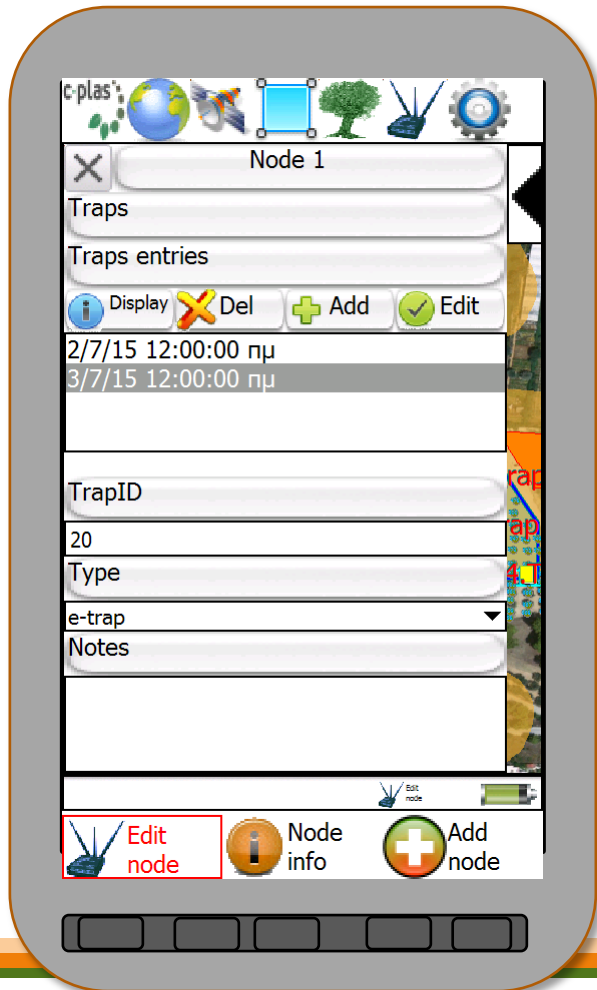 c-plas
Node 1
Traps
Traps entries
Display Del Add Edit
2/7/15 12:00:00 πμ
3/7/15 12:00:00 πμ
TrapID
20
Type
e-trap
Notes
Edit
node
Edit
node
Node
info
Add
node